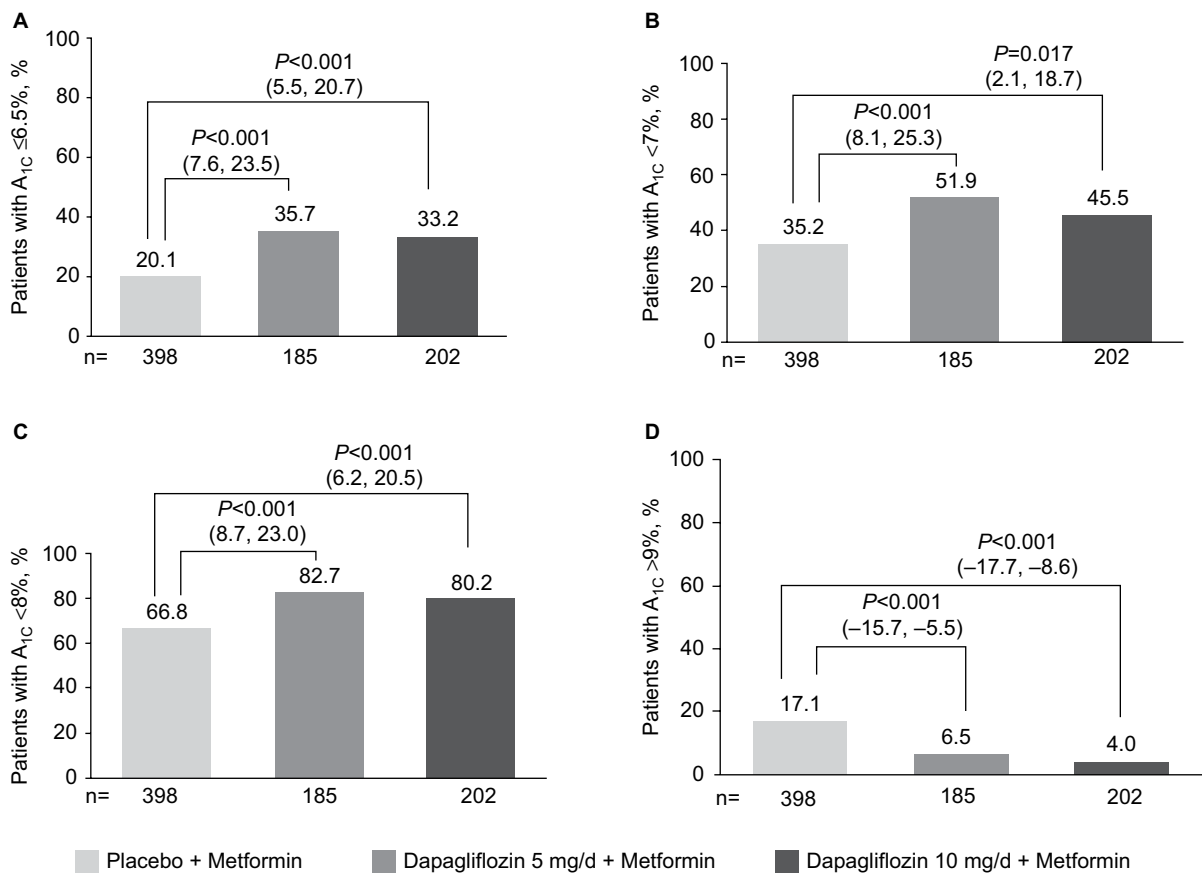 A
Patients with A1C ≤6.5%, %
100
80
60
40
20
0
P<0.001
(5.5, 20.7)
P<0.001
(7.6, 23.5)
20.1
35.7
33.2
n= 398 185 202
B
Patients with A1C <7%, %
100
80
60
40
20
0
P=0.017
(2.1, 18.7)
P<0.001
(8.1, 25.3)
35.2
51.9
45.5
n= 398 185 202
C
Patients with A1C <8%, %
100
80
60
40
20
0
P<0.001
(6.2, 20.5)
P<0.001
(8.7, 23.0)
66.8
82.7
80.2
n= 398 185 202
D
Patients with A1C >9%, %
100
80
60
40
20
0
P<0.001
(–17.7, –8.6)
P<0.001
(–15.7, –5.5)
17.1
6.5
4.0
n= 398 185 202
Placebo + Metformin
Dapagliflozin 5 mg/d + Metformin
Dapagliflozin 10 mg/d + Metformin